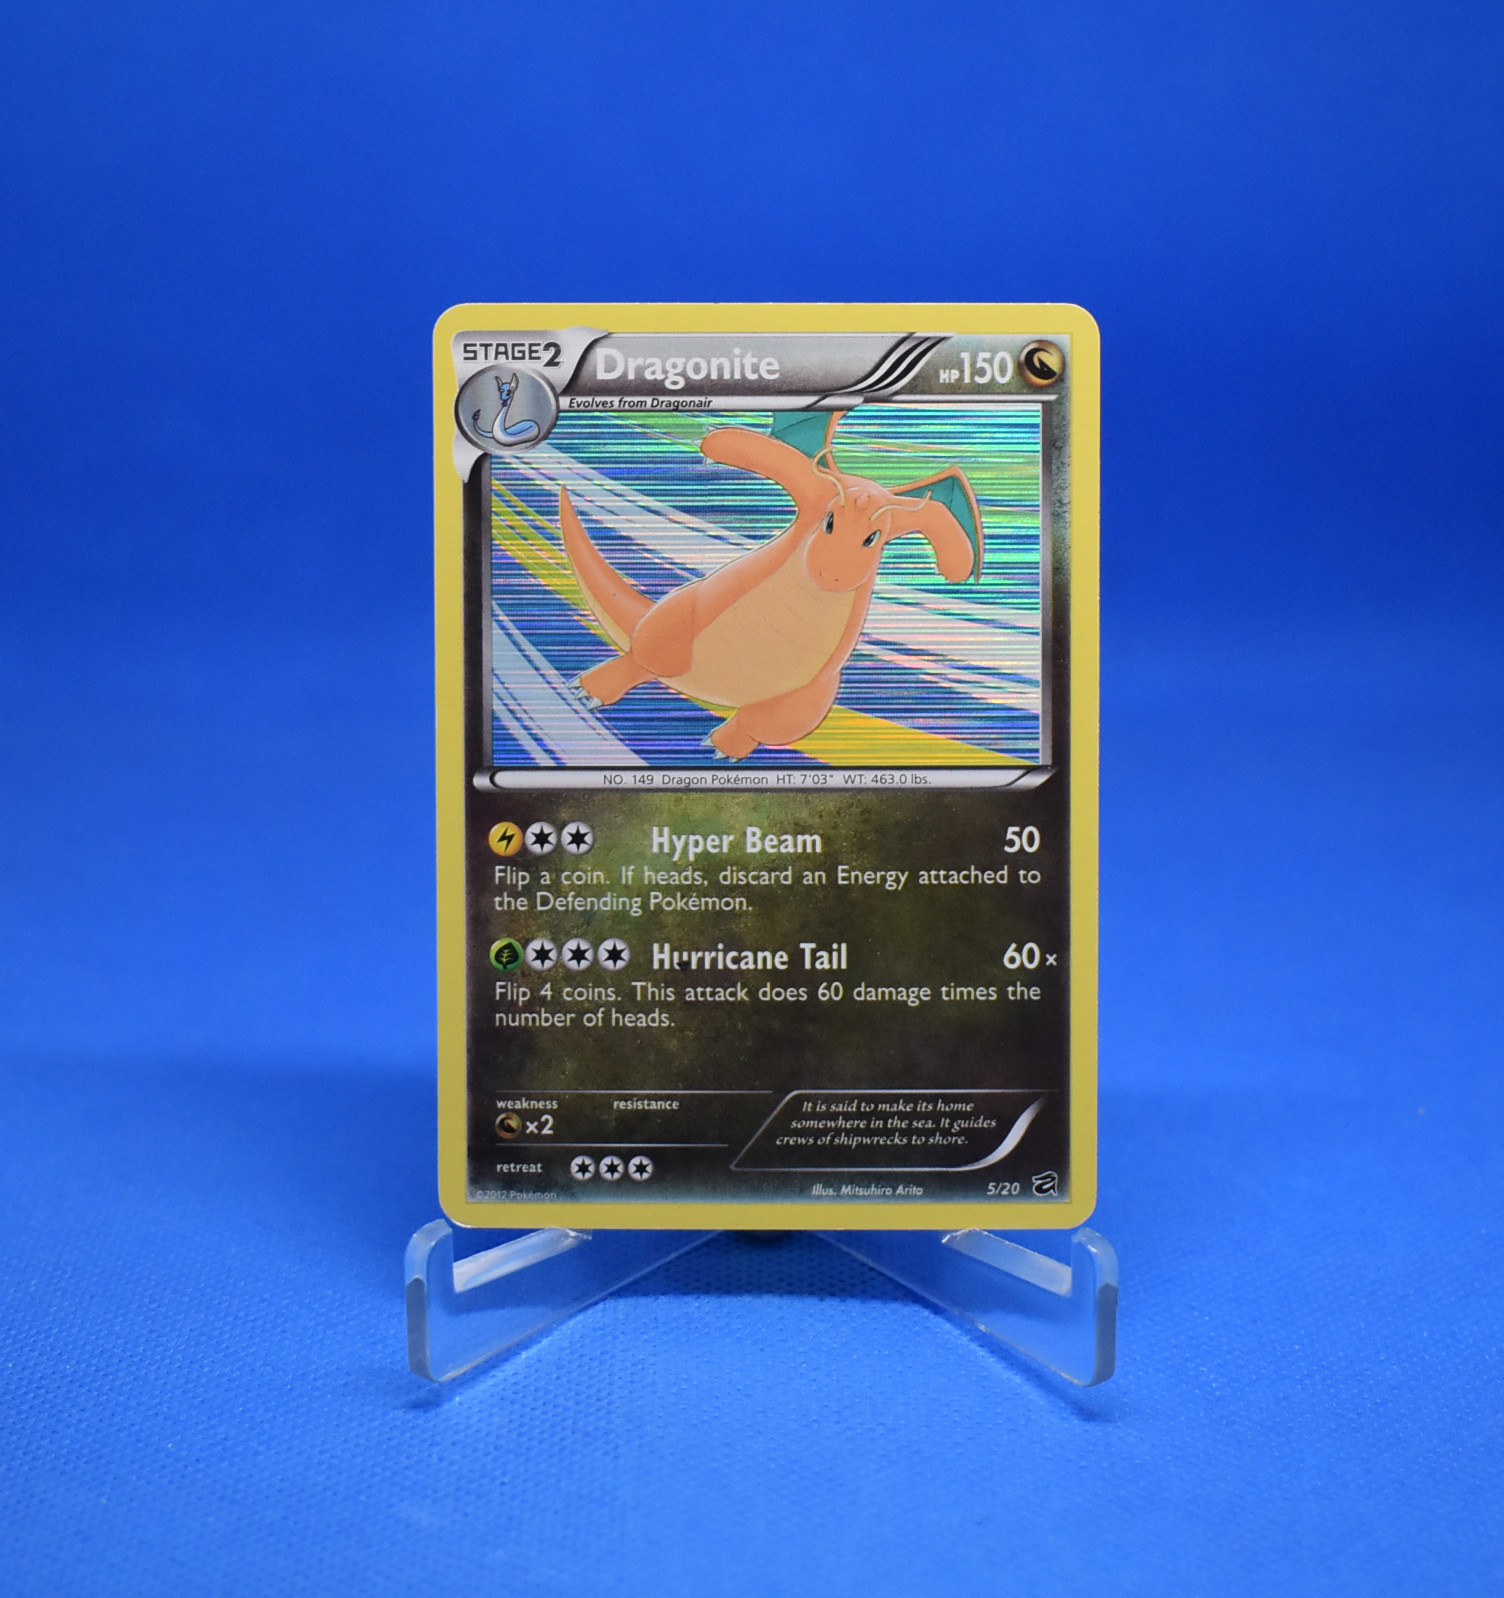 STAGE2
Dragonite
HP150
Evolves from Dragonair
NO. 149 Dragon Pokémon HT: 7'03" WT: 463.0 lbs.
Hyper Beam 50
Flip a coin. If heads, discard an Energy attached to
the Defending Pokémon.
Hurricane Tail 60×
Flip 4 coins. This attack does 60 damage times the
number of heads.
weakness resistance
×2
It is said to make its home
somewhere in the sea. It guides
crews of shipwrecks to shore.
retreat
©2012 Pokémon
Illus. Mitsuhiro Arita
5/20